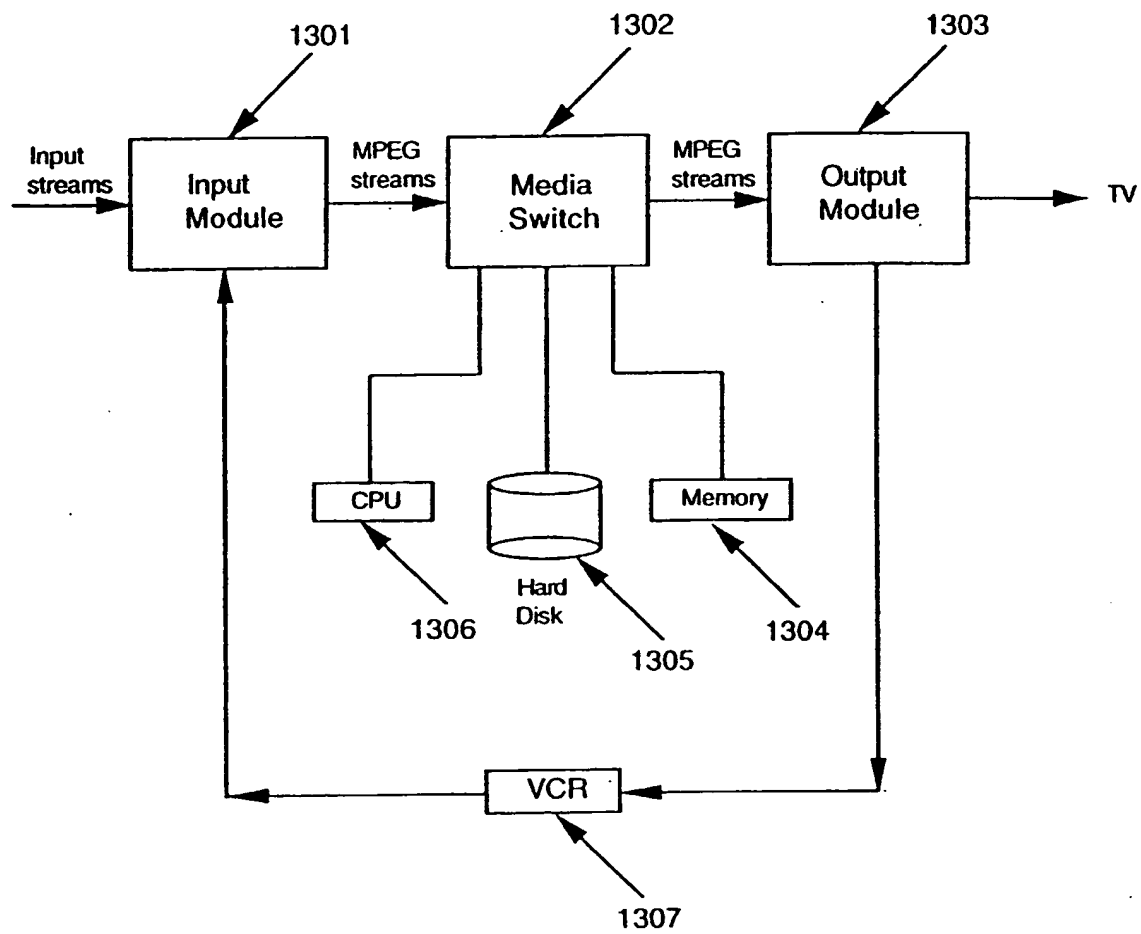 1301
1302
1303
Input
streams
Input
Module
MPEG
streams
Media
Switch
MPEG
streams
Output
Module
TV
CPU
Hard
Disk
Memory
1306
1305
1304
VCR
1307